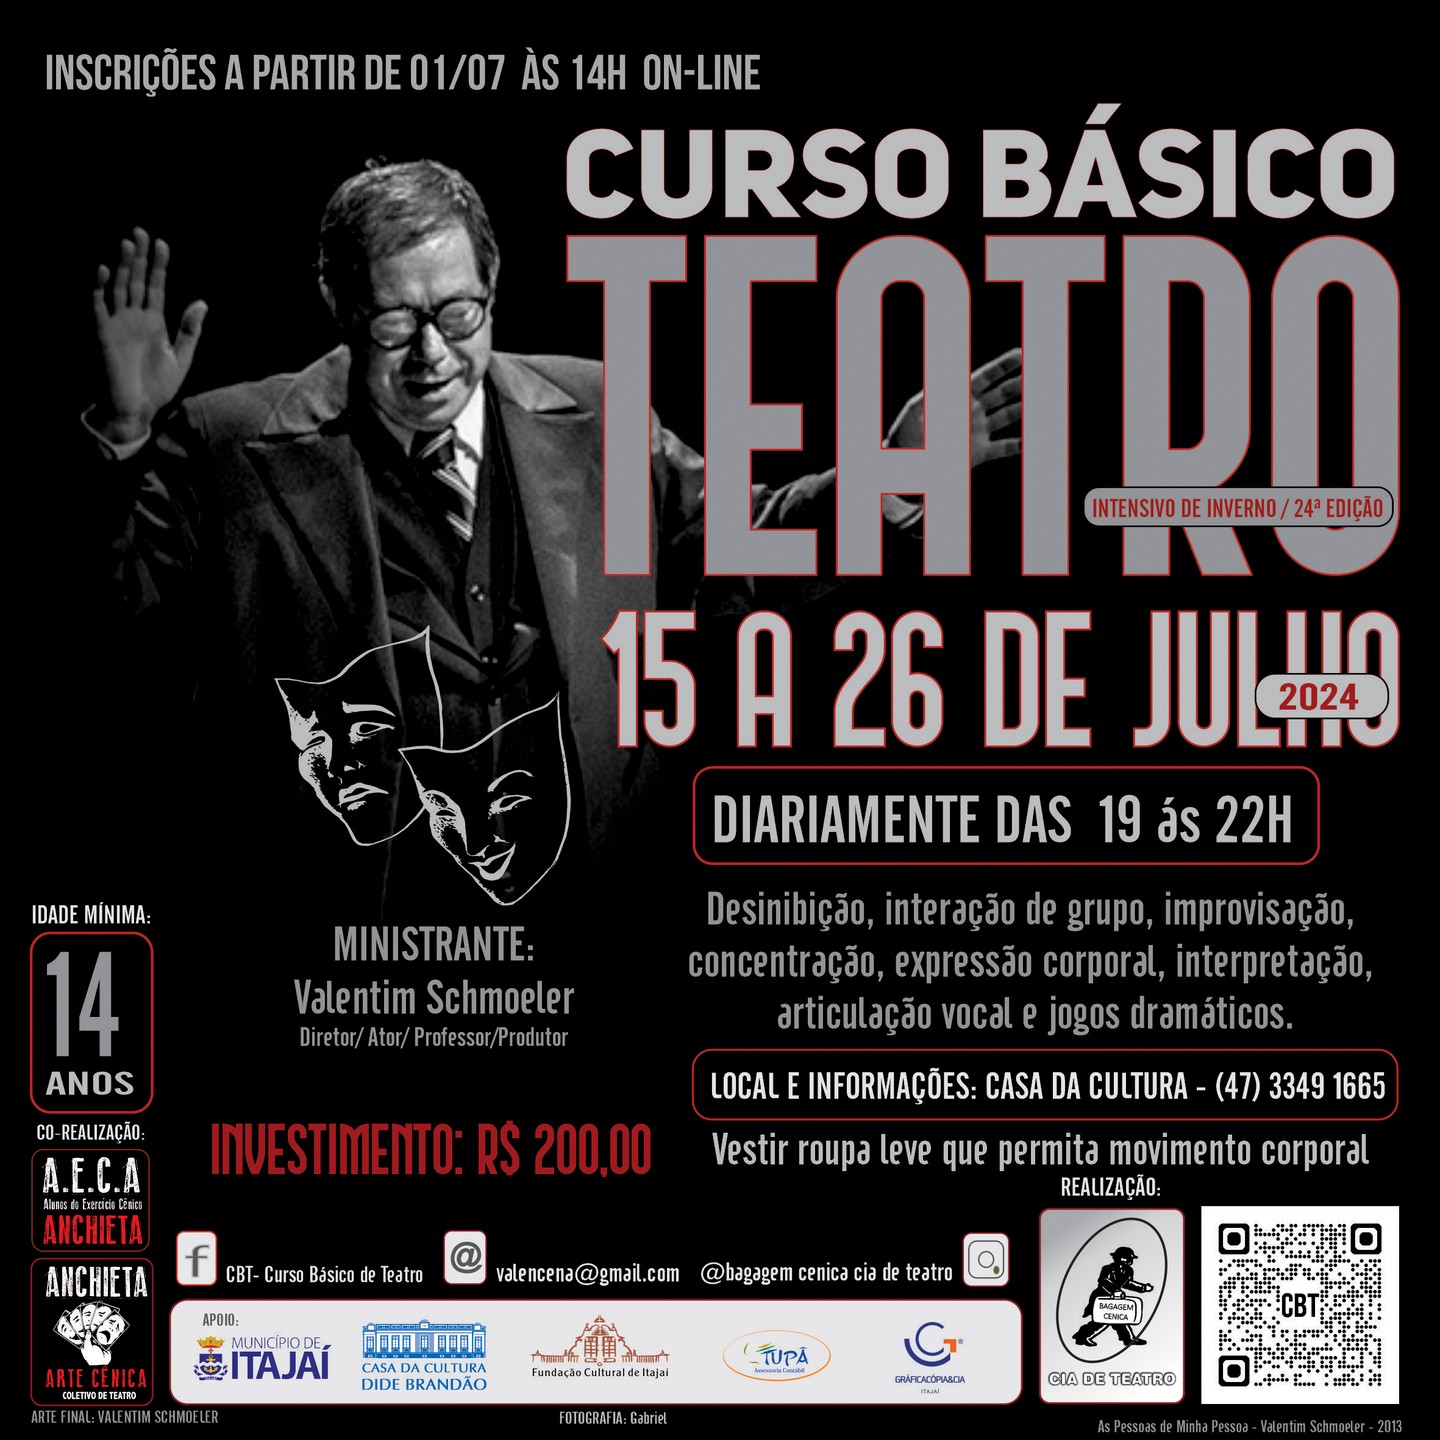 INSCRIÇÕES A PARTIR DE 01/07 ÀS 14H ON-LINE
CURSO BÁSICO
TEATRO
INTENSIVO DE INVERNO / 24ª EDIÇÃO
15 A 26 DE JULHO
2024
DIARIAMENTE DAS 19 ás 22H
Desinibição, interação de grupo, improvisação,
concentração, expressão corporal, interpretação,
articulação vocal e jogos dramáticos.
IDADE MÍNIMA:
14
ANOS
MINISTRANTE:
Valentim Schmoeler
Diretor/ Ator/ Professor/Produtor
LOCAL E INFORMAÇÕES: CASA DA CULTURA - (47) 3349 1665
INVESTIMENTO: R$ 200,00
Vestir roupa leve que permita movimento corporal
CO-REALIZAÇÃO:
A.E.C.A
Alunos do Exercício Cênico
ANCHIETA
ANCHIETA
ARTE CÊNICA
COLETIVO DE TEATRO
REALIZAÇÃO:
BAGAGEM
CENICA
CIA DE TEATRO
CBT
f CBT- Curso Básico de Teatro
@ valencena@gmail.com
@bagagem cenica cia de teatro
APOIO:
MUNICÍPIO DE
ITAJAÍ
CASA DA CULTURA
DIDE BRANDÃO
Fundação Cultural de Itajaí
TUPÃ
Assessoria Contábil
GRÁFICACÓPIA&CIA
ITAJAÍ
ARTE FINAL: VALENTIM SCHMOELER
FOTOGRAFIA: Gabriel
As Pessoas de Minha Pessoa - Valentim Schmoeler - 2013